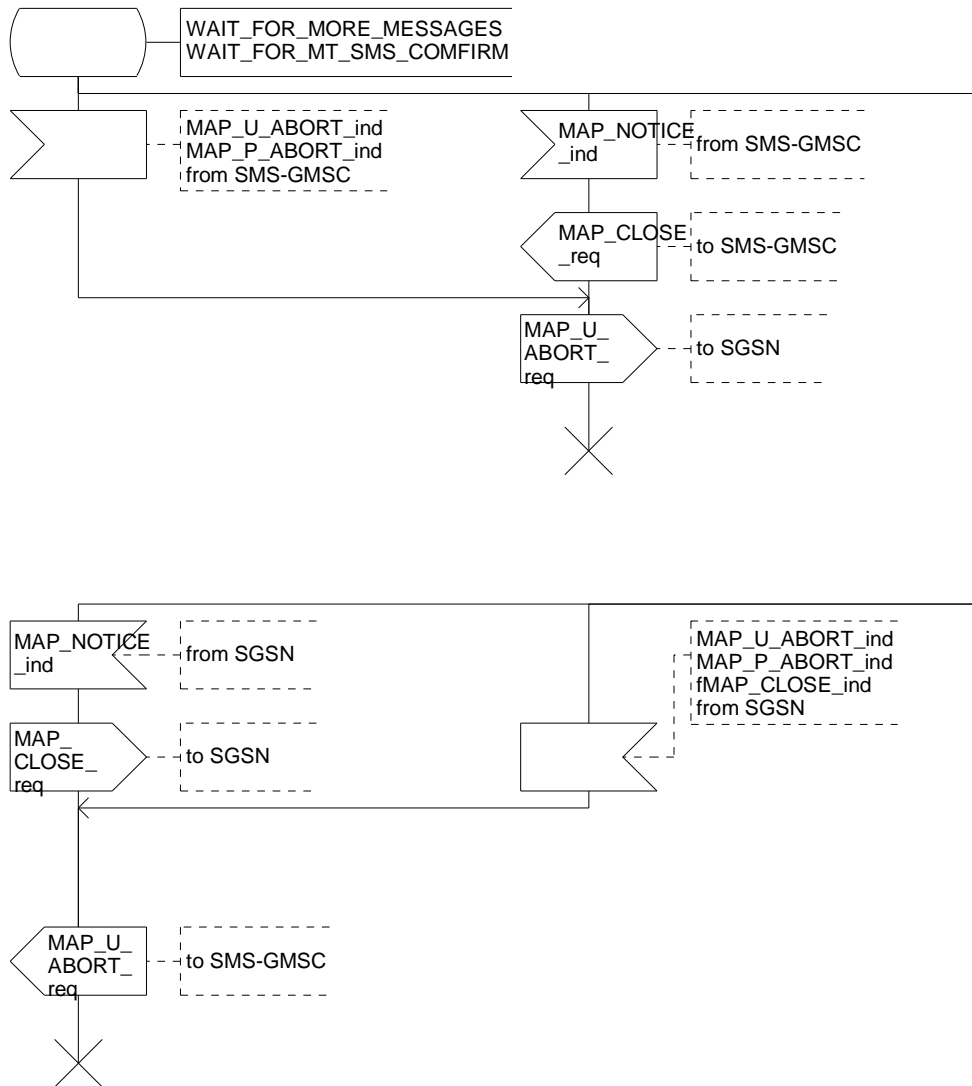 WAIT_FOR_MORE_MESSAGES
WAIT_FOR_MT_SMS_COMFIRM
MAP_U_ABORT_ind
MAP_P_ABORT_ind
from SMS-GMSC
MAP_NOTICE
_ind
from SMS-GMSC
MAP_CLOSE
_req
to SMS-GMSC
MAP_U_
ABORT_
req
to SGSN
MAP_NOTICE
_ind
from SGSN
MAP_U_ABORT_ind
MAP_P_ABORT_ind
fMAP_CLOSE_ind
from SGSN
MAP_
CLOSE_
req
to SGSN
MAP_U_
ABORT_
req
to SMS-GMSC